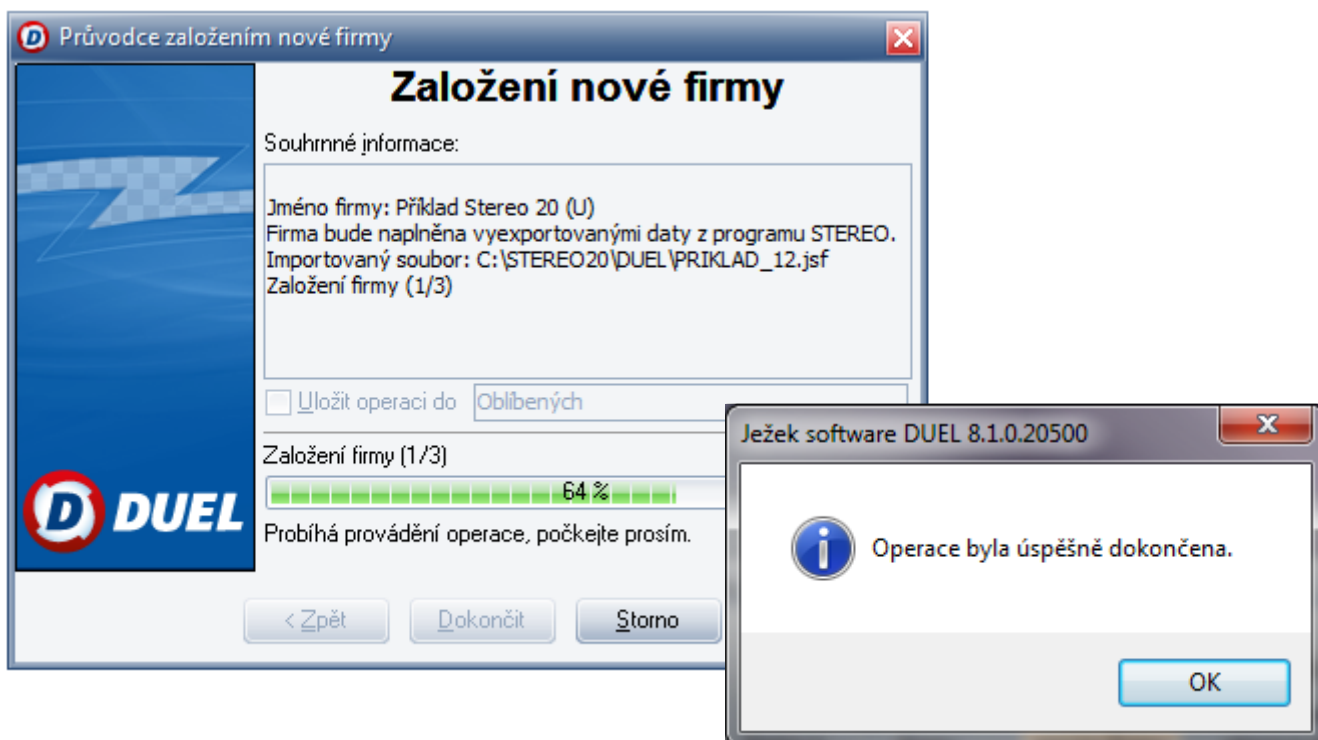 Průvodce založením nové firmy
Založení nové firmy
Souhrnné informace:
Jméno firmy: Příklad Stereo 20 (U)
Firma bude naplněna vyexportovanými daty z programu STEREO.
Importovaný soubor: C:\STEREO20\DUEL\PRIKLAD_12.jsf
Založení firmy (1/3)
Uložit operaci do Oblíbených
Založení firmy (1/3)
64 %
Probíhá provádění operace, počkejte prosím.
DUEL
< Zpět Dokončit Storno
Ježek software DUEL 8.1.0.20500
Operace byla úspěšně dokončena.
OK